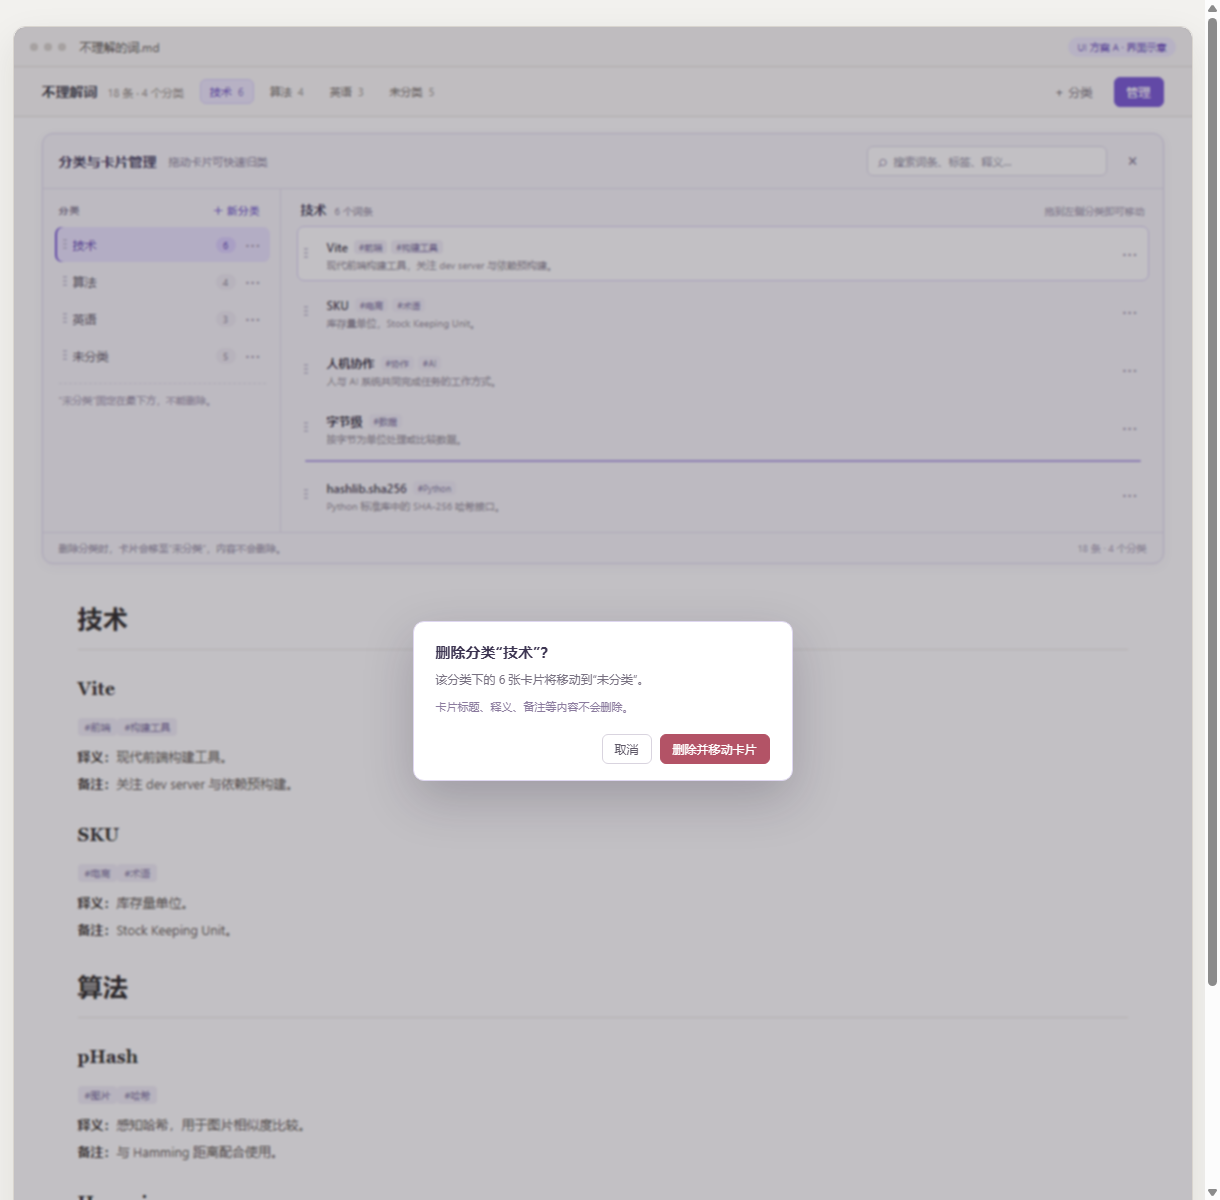 不理解的词.md
UI 方案 A · 界面示意
不理解词 18 条 · 4 个分类 技术 6 算法 4 英语 3 未分类 5
+ 分类 管理
分类与卡片管理 拖动卡片可快速归类
搜索词条、标签、释义...
×
分类 + 新分类
技术 6 ···
算法 4 ···
英语 3 ···
未分类 5 ···
“未分类”固定在最下方，不能删除。
技术 6 个词条
拖到左侧分类即可移动
Vite #前端 #构建工具
现代前端构建工具，关注 dev server 与依赖预构建。
SKU #电商 #术语
库存量单位，Stock Keeping Unit。
人机协作 #协作 #AI
人与 AI 系统共同完成任务的工作方式。
字节级 #数据
按字节为单位处理或比较数据。
hashlib.sha256 #Python
Python 标准库中的 SHA-256 哈希接口。
删除分类时，卡片会移至“未分类”，内容不会删除。
18 条 · 4 个分类
技术
Vite
#前端 #构建工具
释义：现代前端构建工具。
备注：关注 dev server 与依赖预构建。
SKU
#电商 #术语
释义：库存量单位。
备注：Stock Keeping Unit。
算法
pHash
#图片 #哈希
释义：感知哈希，用于图片相似度比较。
备注：与 Hamming 距离配合使用。
删除分类“技术”？
该分类下的 6 张卡片将移动到“未分类”。
卡片标题、释义、备注等内容不会删除。
取消 删除并移动卡片